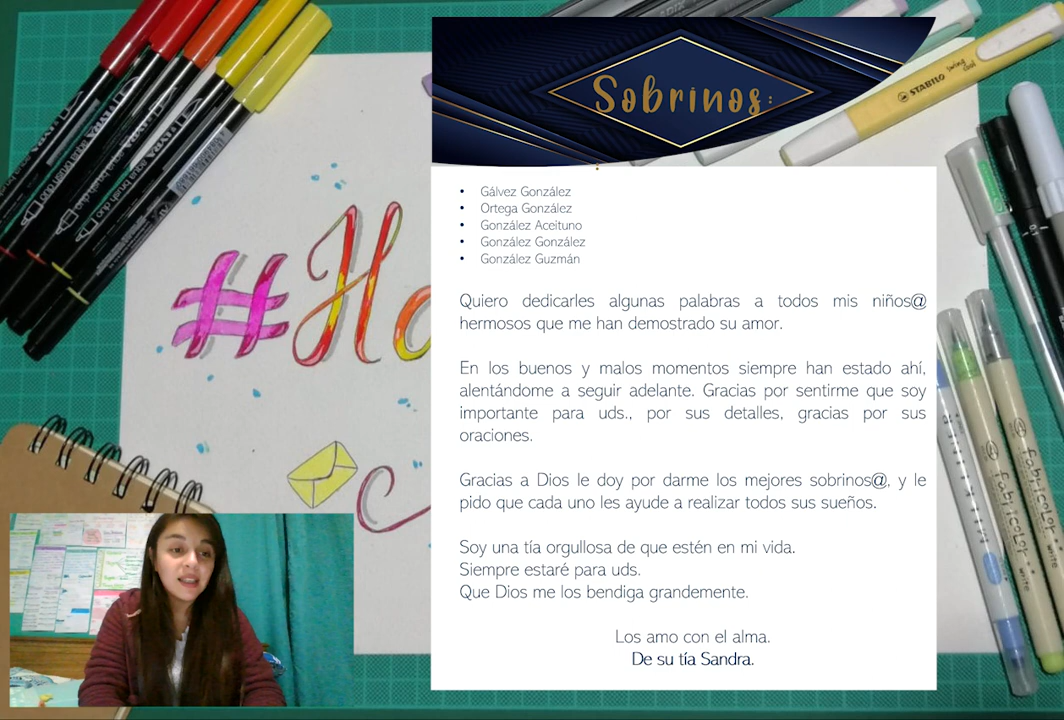 Sobrinos:
STABILO swing cool
• Gálvez González
• Ortega González
• González Aceituno
• González González
• González Guzmán
#Ho
Quiero dedicarles algunas palabras a todos mis niños@
hermosos que me han demostrado su amor.
En los buenos y malos momentos siempre han estado ahí,
alentándome a seguir adelante. Gracias por sentirme que soy
importante para uds., por sus detalles, gracias por sus
oraciones.
Gracias a Dios le doy por darme los mejores sobrinos@, y le
pido que cada uno les ayude a realizar todos sus sueños.
Soy una tía orgullosa de que estén en mi vida.
Siempre estaré para uds.
Que Dios me los bendiga grandemente.
Los amo con el alma.
De su tía Sandra.